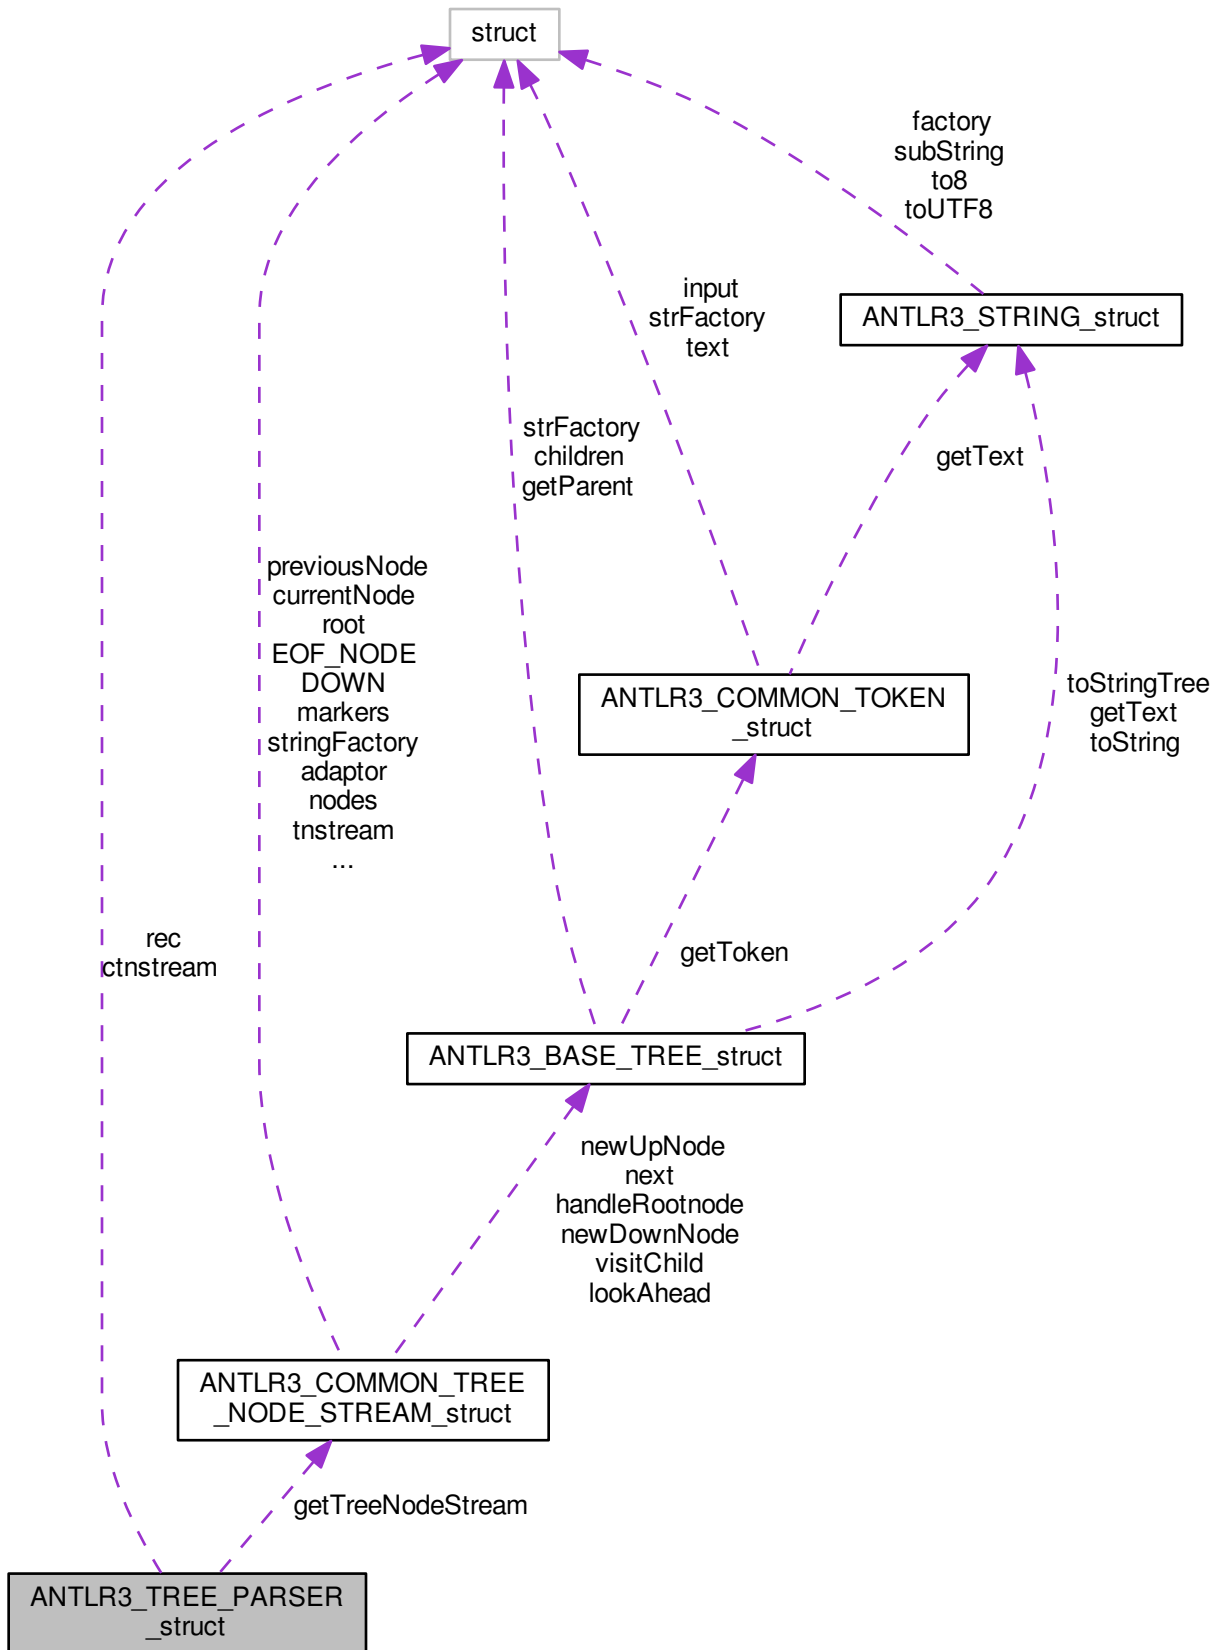 struct
factory
subString
to8
toUTF8
input
strFactory
text
ANTLR3_STRING_struct
strFactory
children
getParent
getText
previousNode
currentNode
root
EOF_NODE
DOWN
markers
stringFactory
adaptor
nodes
tnstream
...
ANTLR3_COMMON_TOKEN
_struct
toStringTree
getText
toString
rec
ctnstream
getToken
ANTLR3_BASE_TREE_struct
newUpNode
next
handleRootnode
newDownNode
visitChild
lookAhead
ANTLR3_COMMON_TREE
_NODE_STREAM_struct
getTreeNodeStream
ANTLR3_TREE_PARSER
_struct